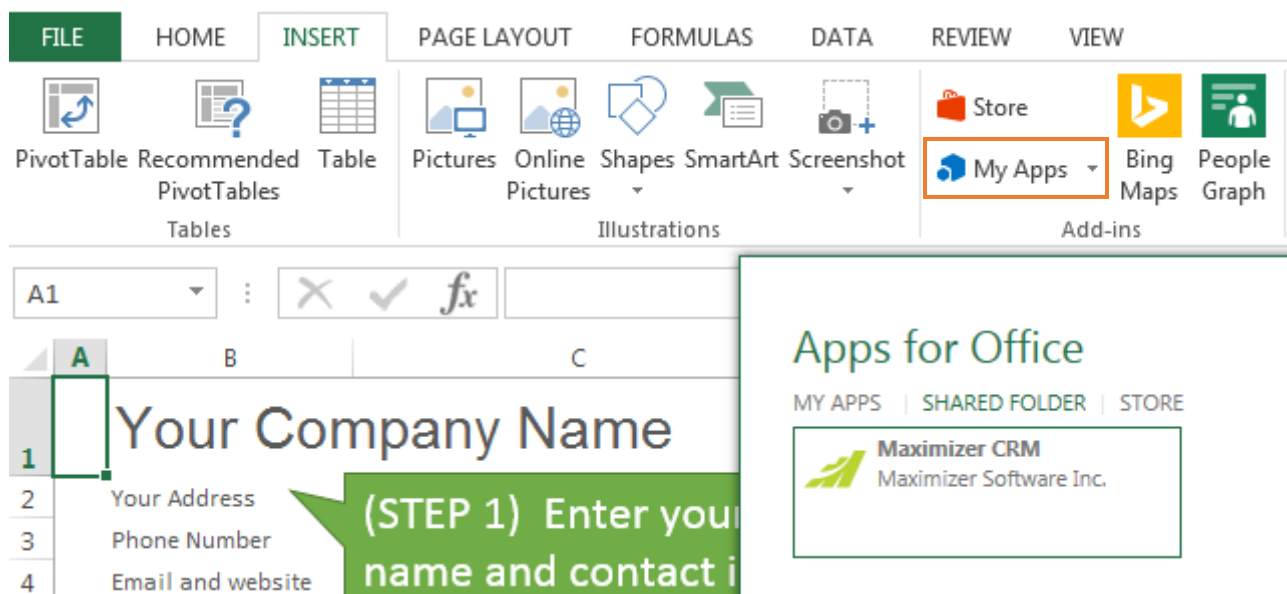 FILE HOME INSERT PAGE LAYOUT FORMULAS DATA REVIEW VIEW
Store
My Apps
PivotTable Recommended Table Pictures Online Shapes SmartArt Screenshot Bing People
PivotTables Pictures Maps Graph
Tables Illustrations Add-ins
A1 fx
A B C
1 Your Company Name
2 Your Address
3 Phone Number
4 Email and website
(STEP 1) Enter your
name and contact i
Apps for Office
MY APPS | SHARED FOLDER | STORE
Maximizer CRM
Maximizer Software Inc.